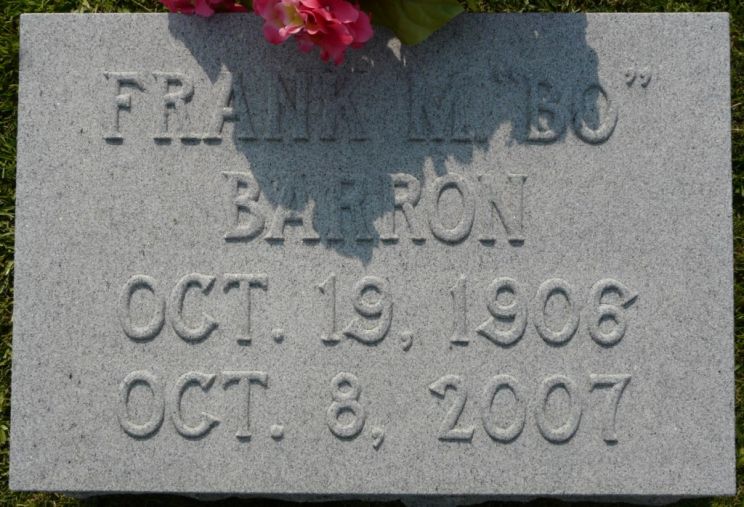 FRANK M. "BO"
BARRON
OCT. 19, 1906
OCT. 8, 2007